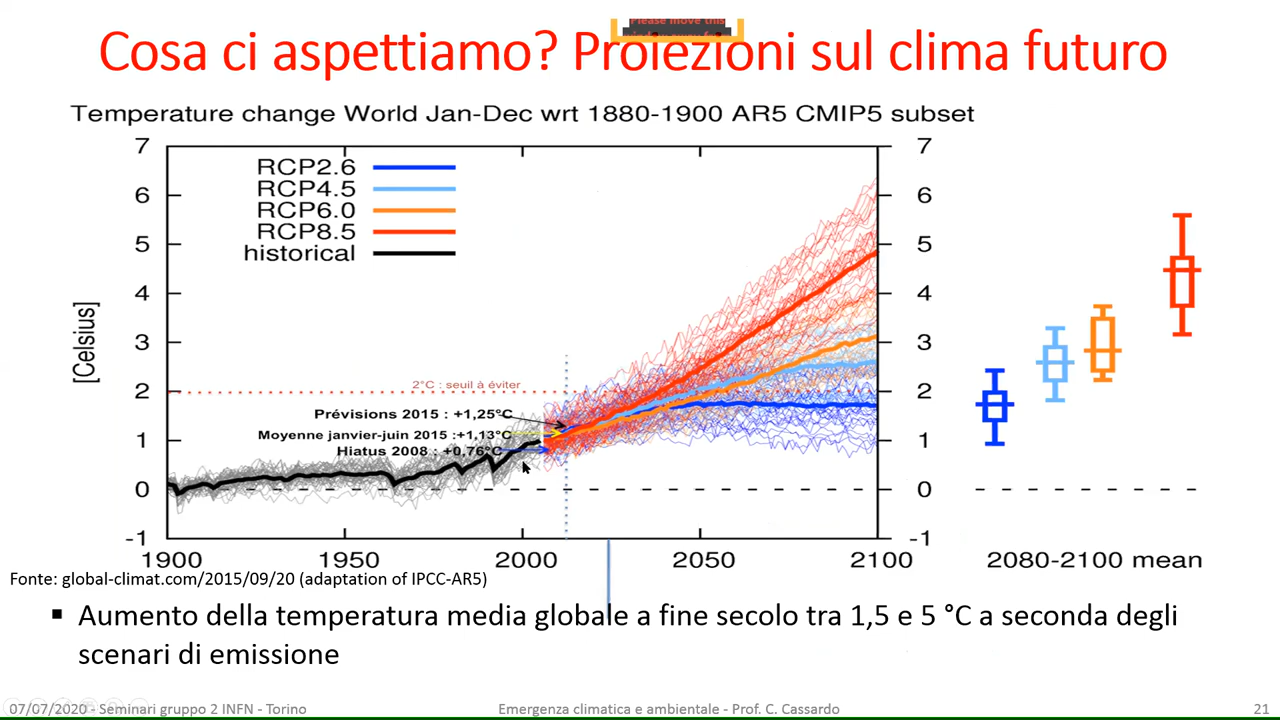 Please move this
Cosa ci aspettiamo? Proiezioni sul clima futuro
Temperature change World Jan-Dec wrt 1880-1900 AR5 CMIP5 subset
RCP2.6
RCP4.5
RCP6.0
RCP8.5
historical
7
6
5
4
3
2
1
0
-1
[Celsius]
2°C : seuil à éviter
Prévisions 2015 : +1,25°C
Moyenne janvier-juin 2015 :+1,13°C
Hiatus 2008 : +0,76°C
7
6
5
4
3
2
1
0
-1
1900 1950 2000 2050 2100
2080-2100 mean
Fonte: global-climat.com/2015/09/20 (adaptation of IPCC-AR5)
▪ Aumento della temperatura media globale a fine secolo tra 1,5 e 5 °C a seconda degli
scenari di emissione
07/07/2020 - Seminari gruppo 2 INFN - Torino Emergenza climatica e ambientale - Prof. C. Cassardo 21